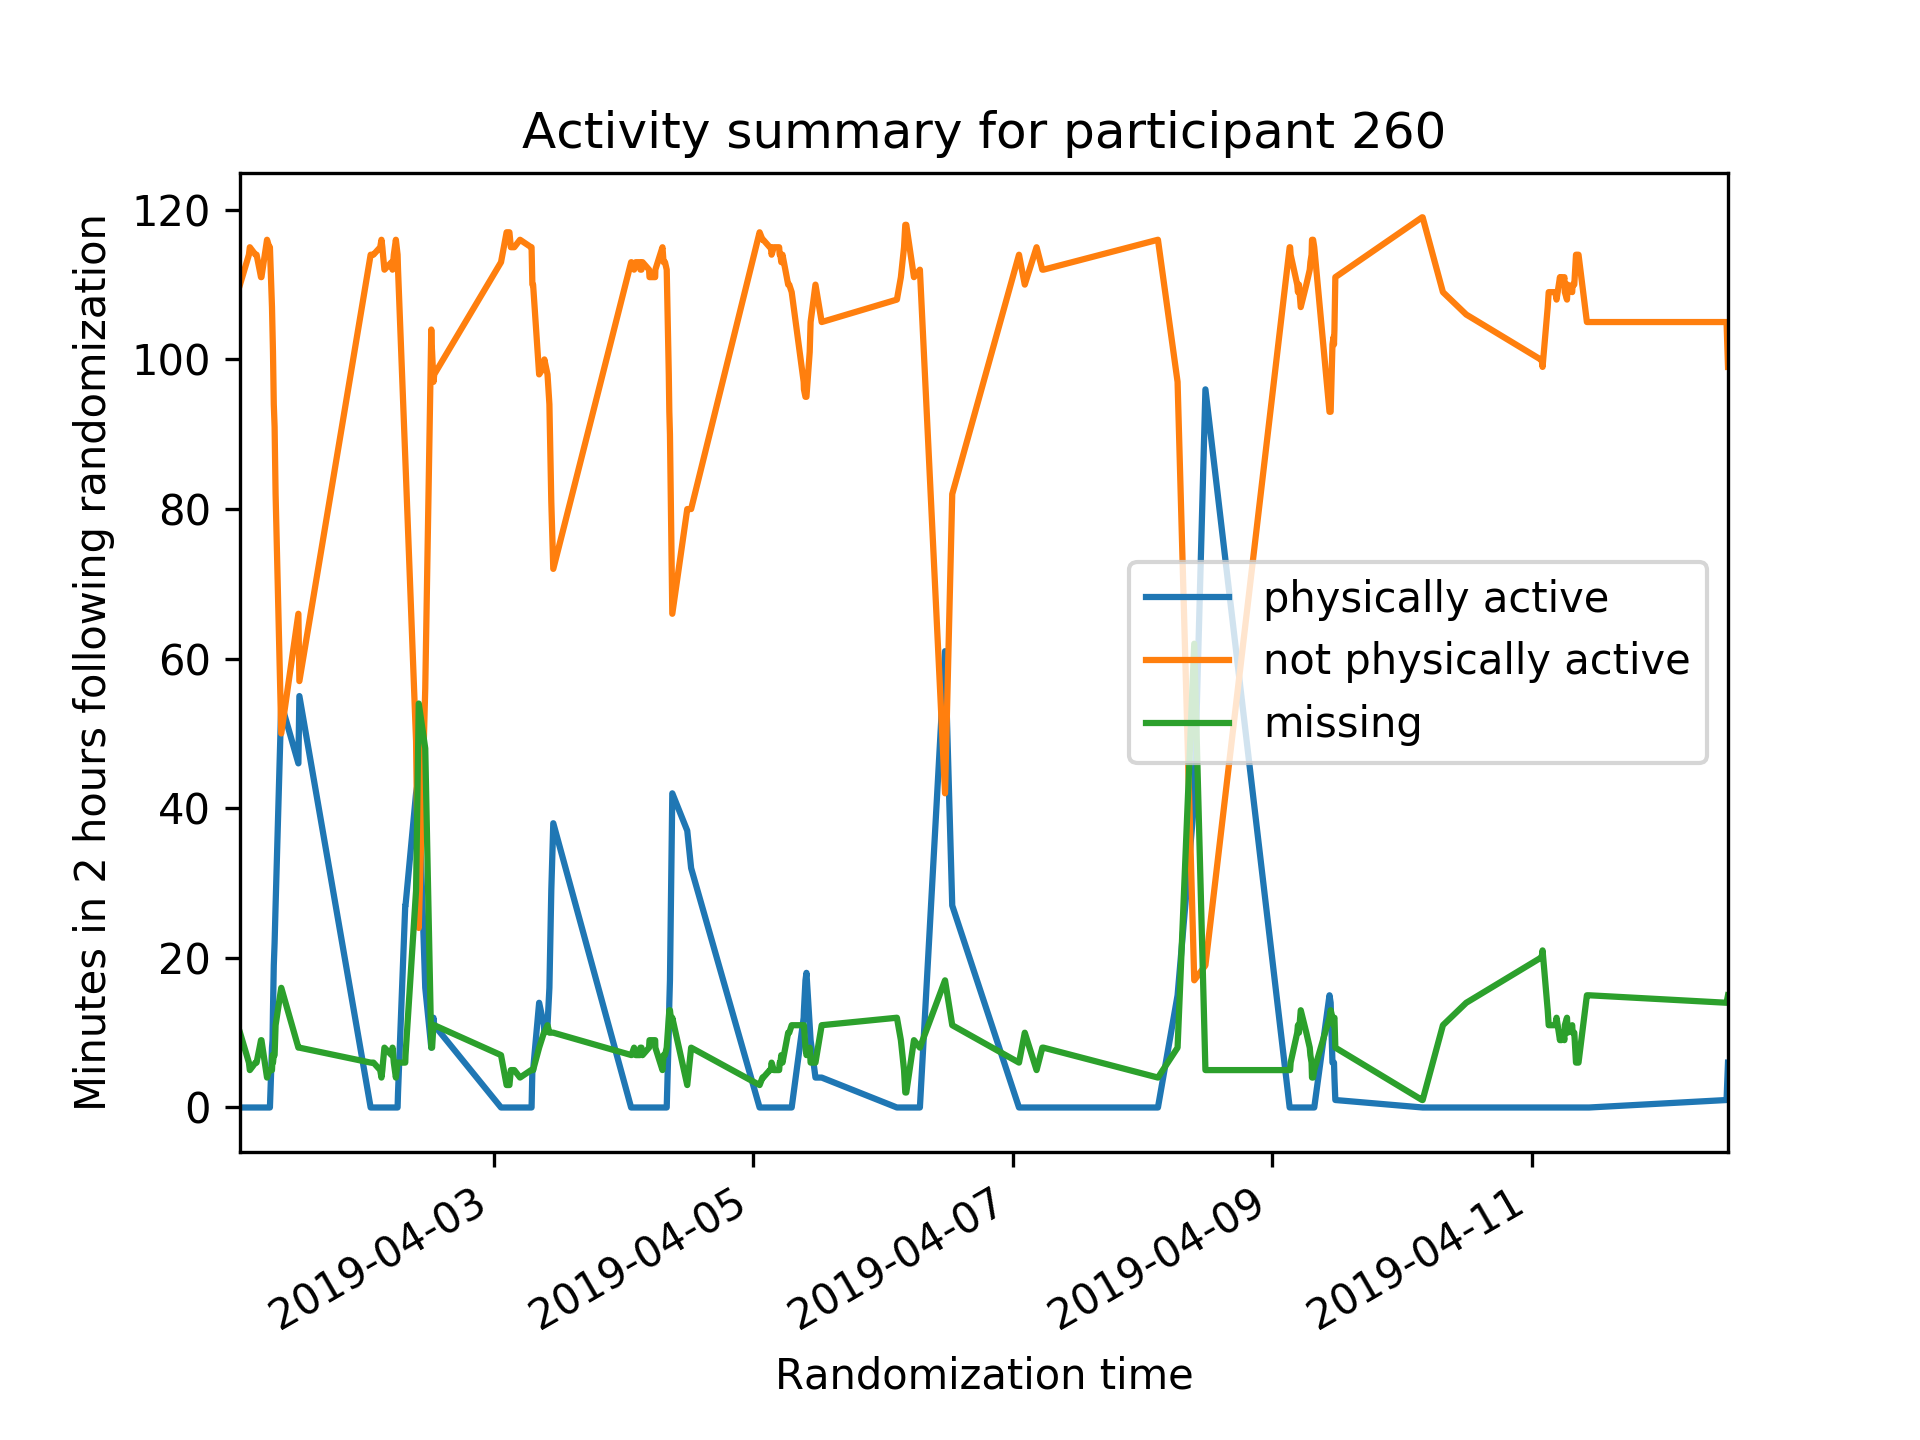 Activity summary for participant 260
Minutes in 2 hours following randomization
120
100
80
60
40
20
0
physically active
not physically active
missing
2019-04-03
2019-04-05
2019-04-07
2019-04-09
2019-04-11
Randomization time